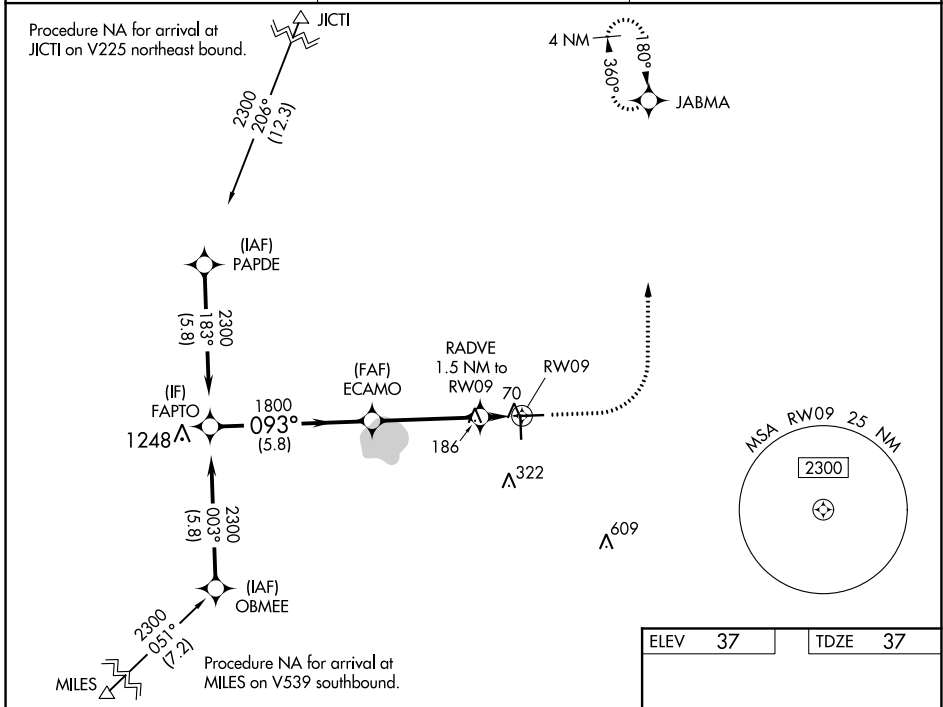 Procedure NA for arrival at
JICTI on V225 northeast bound.
JICTI
4 NM
180°
360°
JABMA
2300
206°
(12.3)
(IAF)
PAPDE
2300
183°
(5.8)
(IF)
FAPTO
1248
1800
093°
(5.8)
(FAF)
ECAMO
RADVE
1.5 NM to
RW09
70
RW09
186
322
609
MSA RW09 25 NM
2300
2300
003°
(5.8)
(IAF)
OBMEE
2300
051°
(7.2)
MILES
Procedure NA for arrival at
MILES on V539 southbound.
ELEV 37
TDZE 37